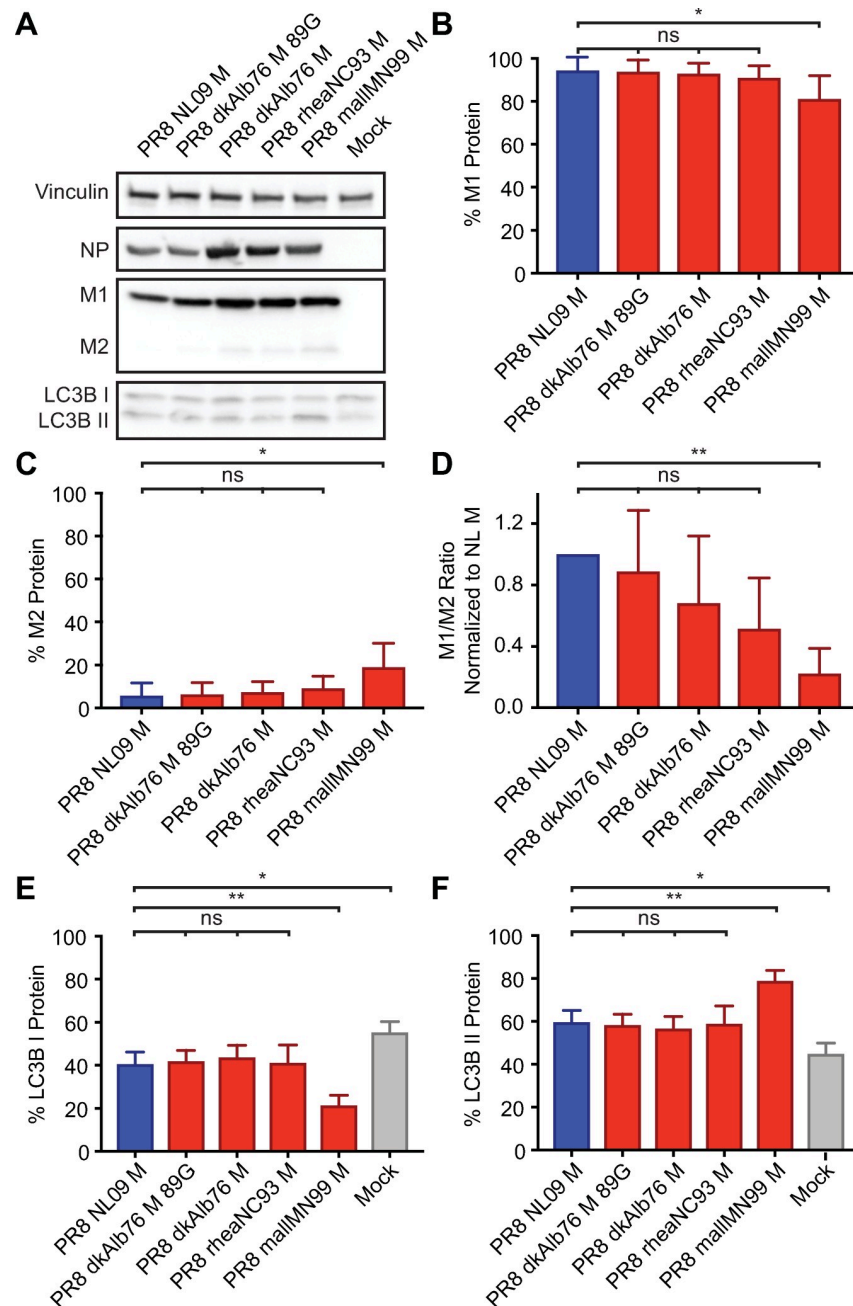 A
PR8 NL09 M
PR8 dkAlb76 M 89G
PR8 dkAlb76 M
PR8 rheaNC93 M
PR8 mallMN99 M
Mock
Vinculin
NP
M1
M2
LC3B I
LC3B II
B
*
ns
% M1 Protein
100
80
60
40
20
0
PR8 NL09 M
PR8 dkAlb76 M 89G
PR8 dkAlb76 M
PR8 rheaNC93 M
PR8 mallMN99 M
C
*
ns
% M2 Protein
100
80
60
40
20
0
PR8 NL09 M
PR8 dkAlb76 M 89G
PR8 dkAlb76 M
PR8 rheaNC93 M
PR8 mallMN99 M
D
**
ns
M1/M2 Ratio
Normalized to NL M
1.2
0.8
0.4
0.0
PR8 NL09 M
PR8 dkAlb76 M 89G
PR8 dkAlb76 M
PR8 rheaNC93 M
PR8 mallMN99 M
E
*
**
ns
% LC3B I Protein
100
80
60
40
20
0
PR8 NL09 M
PR8 dkAlb76 M 89G
PR8 dkAlb76 M
PR8 rheaNC93 M
PR8 mallMN99 M
Mock
F
*
**
ns
% LC3B II Protein
100
80
60
40
20
0
PR8 NL09 M
PR8 dkAlb76 M 89G
PR8 dkAlb76 M
PR8 rheaNC93 M
PR8 mallMN99 M
Mock